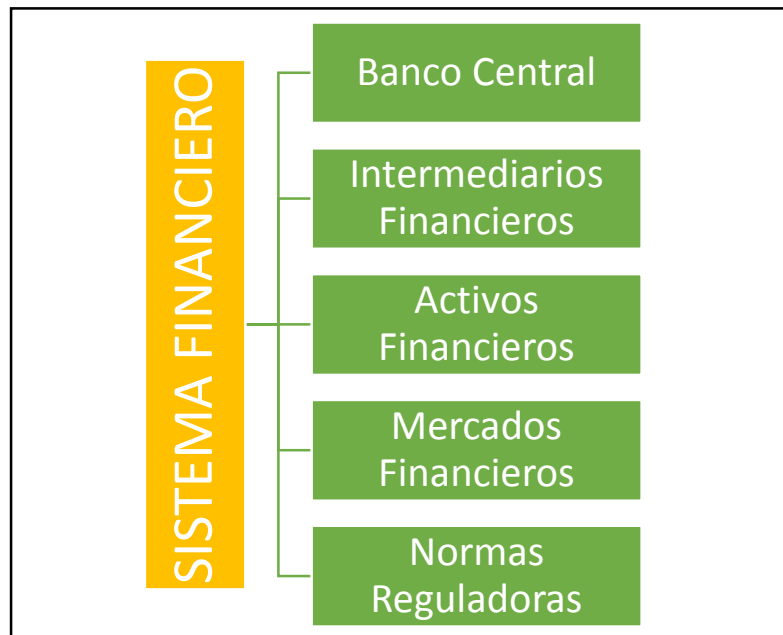 SISTEMA FINANCIERO
Banco Central
Intermediarios
Financieros
Activos
Financieros
Mercados
Financieros
Normas
Reguladoras